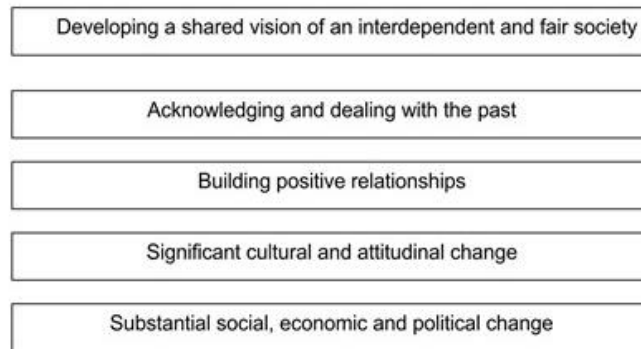 Developing a shared vision of an interdependent and fair society
Acknowledging and dealing with the past
Building positive relationships
Significant cultural and attitudinal change
Substantial social, economic and political change